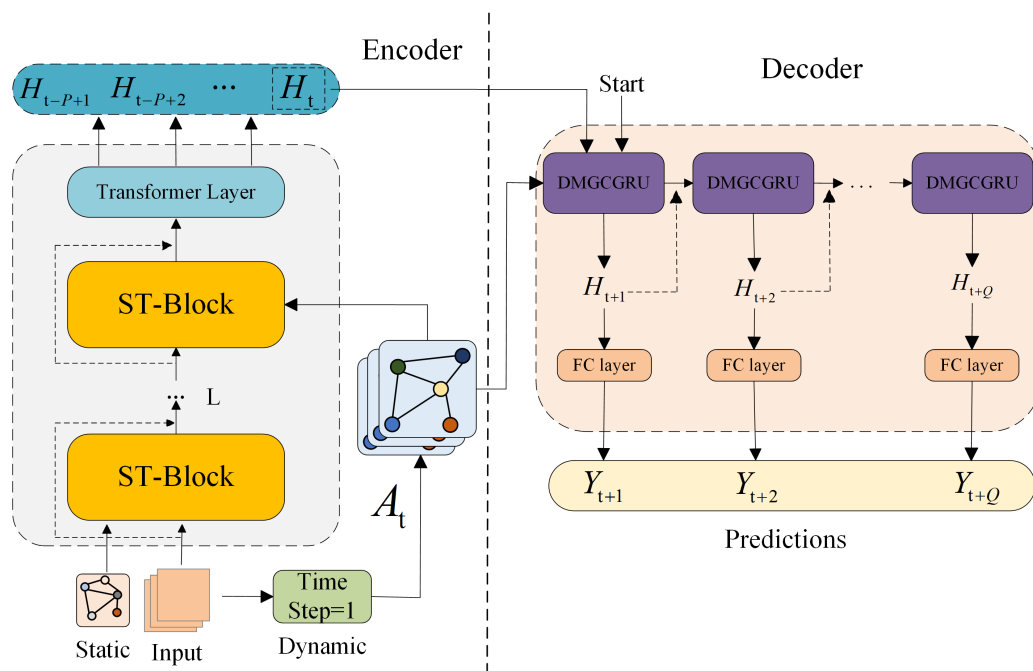 Encoder
H_{t-P+1} H_{t-P+2} ... H_t
Transformer Layer
ST-Block
... L
ST-Block
A_t
Time
Step=1
Static
Input
Dynamic
Decoder
Start
DMGCGRU DMGCGRU ... DMGCGRU
H_{t+1} H_{t+2} H_{t+Q}
FC layer FC layer FC layer
Y_{t+1} Y_{t+2} Y_{t+Q}
Predictions